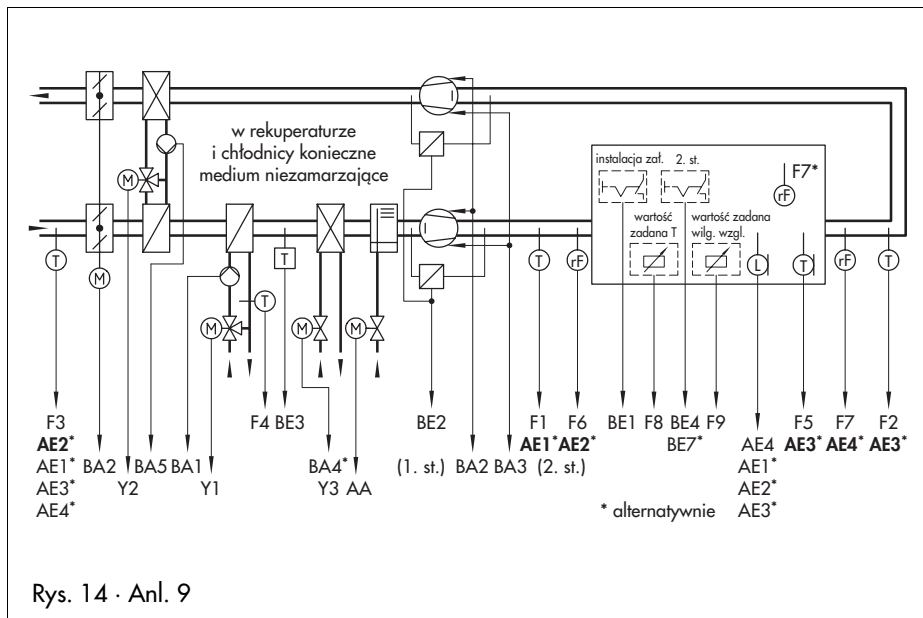 w rekuperaturze
i chłodnicy konieczne
medium niezamarzające
instalacja zał. 2. st. F7*
rF
wartość wartość zadana
zadana T wilg. wzgl.
M
T M T rF L T rF T
T
M T M M
F3 F4 BE3 BE2 F1 F6 BE1 F8 BE4 F9 F5 F7 F2
AE2* AE1* AE2* BE7* AE4 AE3* AE4* AE3*
AE1* BA2 BA5 BA1 BA4* (1. st.) BA2 BA3 (2. st.) AE1*
AE3* Y2 Y1 Y3 AA AE2*
AE4* * alternatywnie AE3*
Rys. 14 · Anl. 9